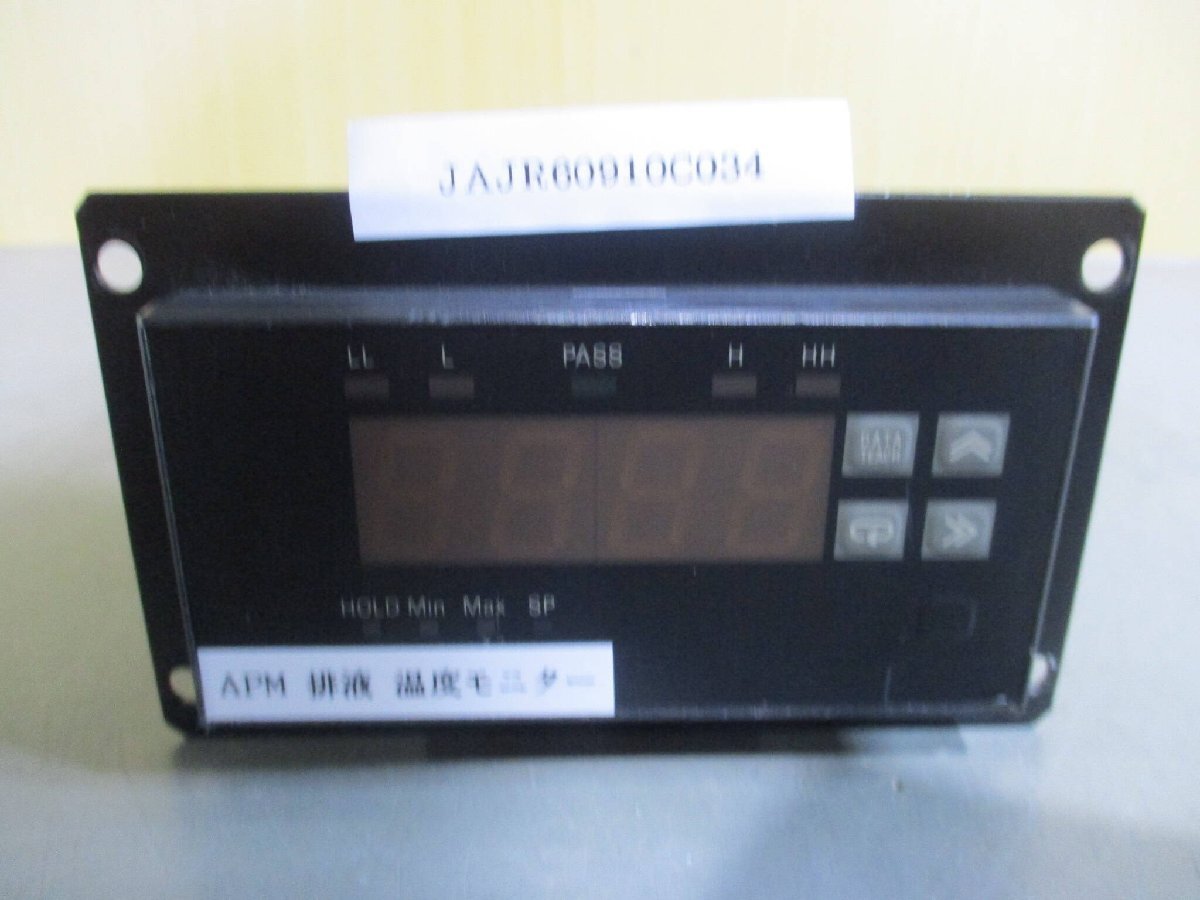 JAJR60910C034
LL L PASS H HH
DATA
HOLD Min Max SP
APM 排液 温度モニター